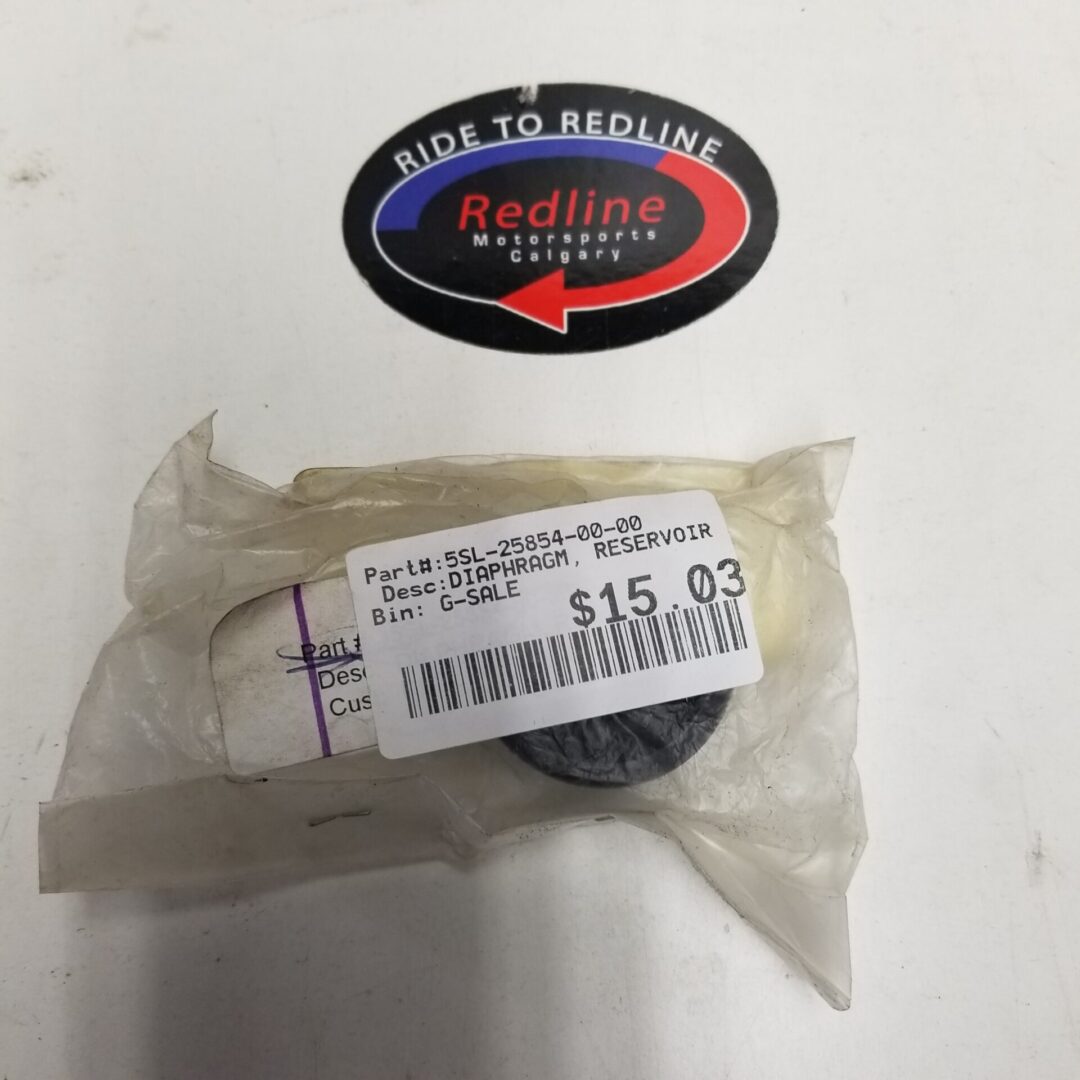 RIDE TO REDLINE
Redline
Motorsports
Calgary
Part#:5SL-25854-00-00
Desc:DIAPHRAGM, RESERVOIR
Bin: G-SALE
$15.03
Part #
Des
Cus